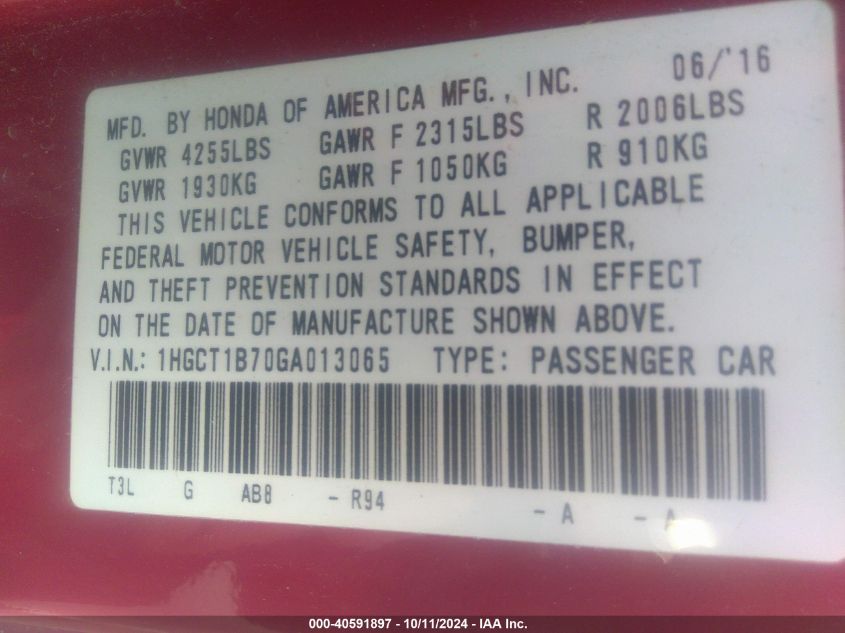 06/'16
MFD. BY HONDA OF AMERICA MFG., INC.
GVWR 4255LBS GAWR F 2315LBS R 2006LBS
GVWR 1930KG GAWR F 1050KG R 910KG
THIS VEHICLE CONFORMS TO ALL APPLICABLE
FEDERAL MOTOR VEHICLE SAFETY, BUMPER,
AND THEFT PREVENTION STANDARDS IN EFFECT
ON THE DATE OF MANUFACTURE SHOWN ABOVE.
V.I.N.: 1HGCT1B70GA013065 TYPE: PASSENGER CAR
T3L G AB8 - R94 - A - A
000-40591897 - 10/11/2024 - IAA Inc.